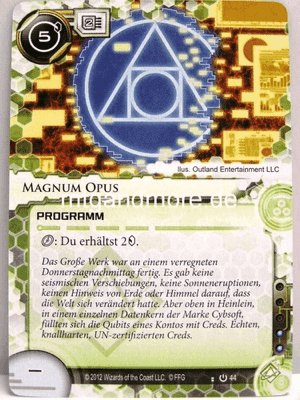 5
Illus. Outland Entertainment LLC
MAGNUM OPUS
PROGRAMM
: Du erhältst 2.
Das Große Werk war an einem verregneten
Donnerstagnachmittag fertig. Es gab keine
seismischen Verschiebungen, keine Sonneneruptionen,
keinen Hinweis von Erde oder Himmel darauf, dass
die Welt sich verändert hatte. Aber oben in Heinlein,
in einem einzelnen Datenkern der Marke Cybsoft,
füllten sich die Qubits eines Kontos mit Creds. Echten,
knallharten, UN-zertifizierten Creds.
–
© 2012 Wizards of the Coast LLC. © FFG
44